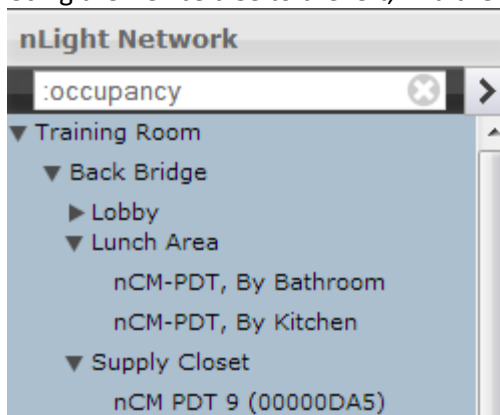 nLight Network
:occupancy
Training Room
Back Bridge
Lobby
Lunch Area
nCM-PDT, By Bathroom
nCM-PDT, By Kitchen
Supply Closet
nCM PDT 9 (00000DA5)